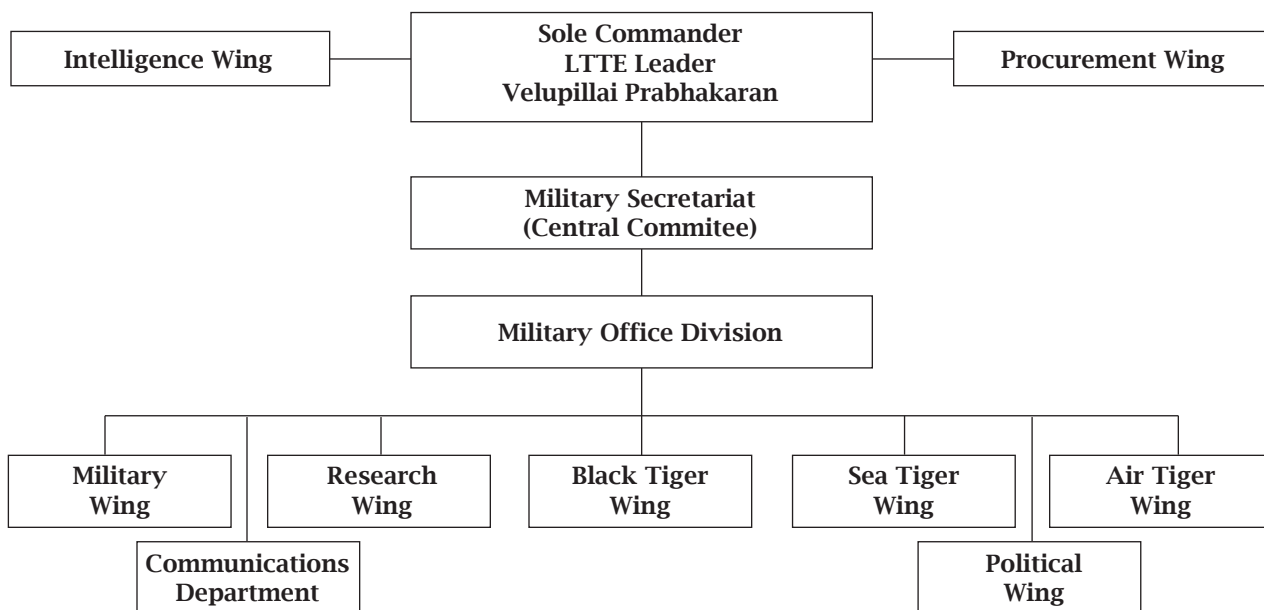 Intelligence Wing
Sole Commander
LTTE Leader
Velupillai Prabhakaran
Procurement Wing
Military Secretariat
(Central Commitee)
Military Office Division
Military
Wing
Research
Wing
Black Tiger
Wing
Sea Tiger
Wing
Air Tiger
Wing
Communications
Department
Political
Wing